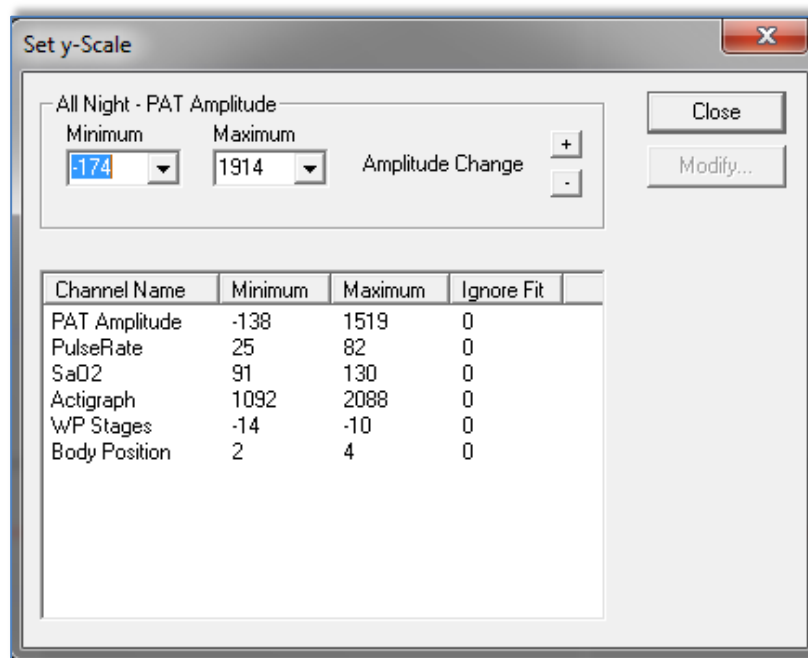 Set y-Scale
All Night - PAT Amplitude
Minimum Maximum
-174 1914 Amplitude Change + -
Close
Modify...
Channel Name Minimum Maximum Ignore Fit
PAT Amplitude -138 1519 0
PulseRate 25 82 0
SaO2 91 130 0
Actigraph 1092 2088 0
WP Stages -14 -10 0
Body Position 2 4 0